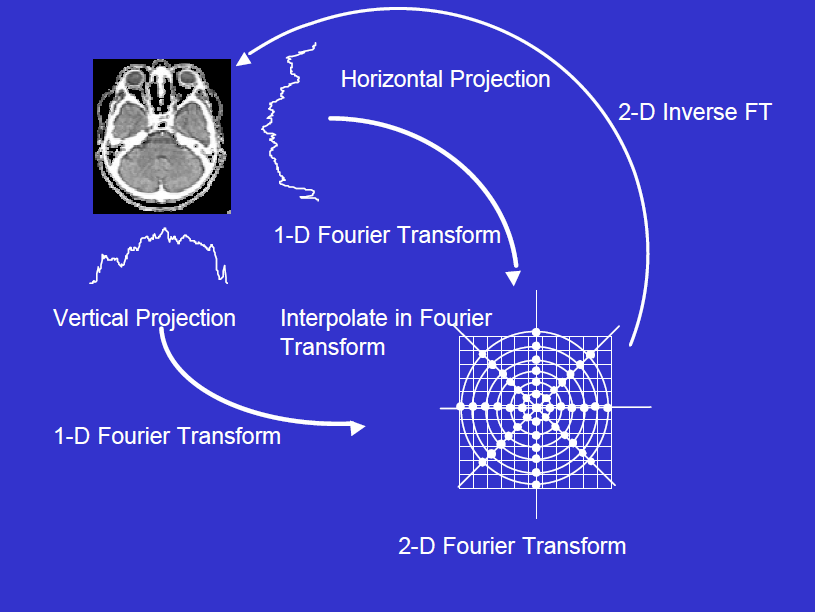 Horizontal Projection
2-D Inverse FT
1-D Fourier Transform
Vertical Projection
Interpolate in Fourier
Transform
1-D Fourier Transform
2-D Fourier Transform